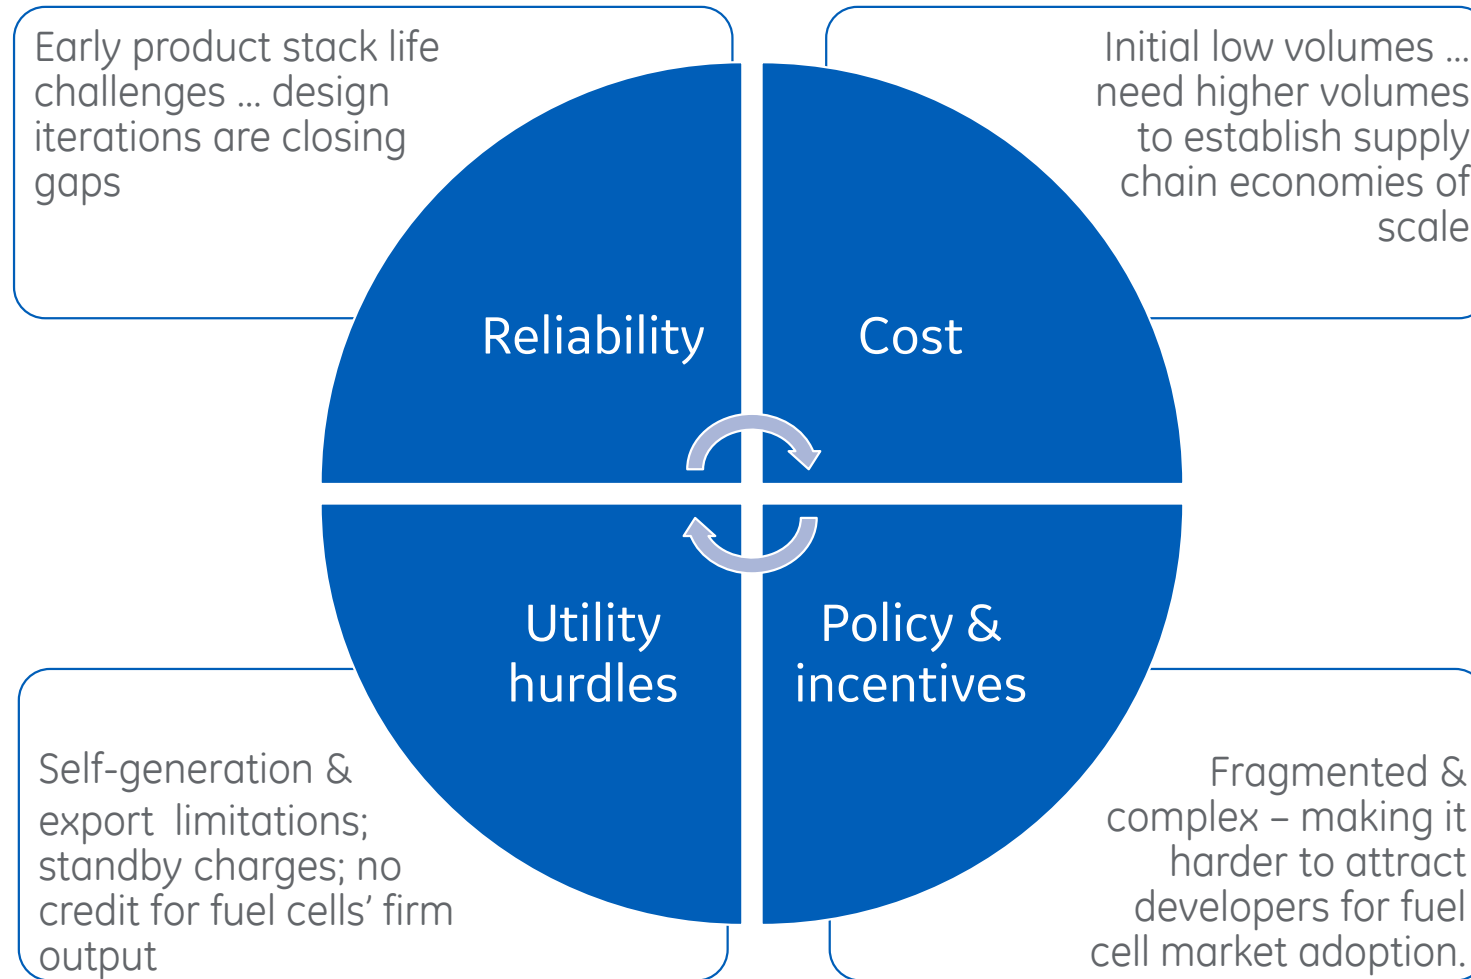 Early product stack life
challenges ... design
iterations are closing
gaps
Initial low volumes ...
need higher volumes
to establish supply
chain economies of
scale
Reliability
Cost
Utility
hurdles
Policy &
incentives
Self-generation &
export limitations;
standby charges; no
credit for fuel cells’ firm
output
Fragmented &
complex – making it
harder to attract
developers for fuel
cell market adoption.